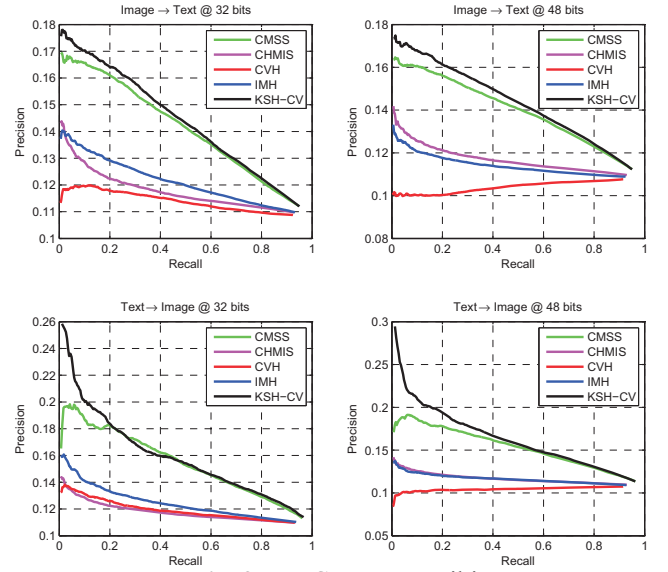 Image → Text @ 32 bits
0.18
0.17
0.16
0.15
0.14
0.13
0.12
0.11
0.1
Precision
0
0.2
0.4
0.6
0.8
1
Recall
CMSS
CHMIS
CVH
IMH
KSH−CV
Image → Text @ 48 bits
0.18
0.16
0.14
0.12
0.1
0.08
Precision
0
0.2
0.4
0.6
0.8
1
Recall
CMSS
CHMIS
CVH
IMH
KSH−CV
Text→ Image @ 32 bits
0.26
0.24
0.22
0.2
0.18
0.16
0.14
0.12
0.1
Precision
0
0.2
0.4
0.6
0.8
1
Recall
CMSS
CHMIS
CVH
IMH
KSH−CV
Text→ Image @ 48 bits
0.3
0.25
0.2
0.15
0.1
0.05
Precision
0
0.2
0.4
0.6
0.8
1
Recall
CMSS
CHMIS
CVH
IMH
KSH−CV